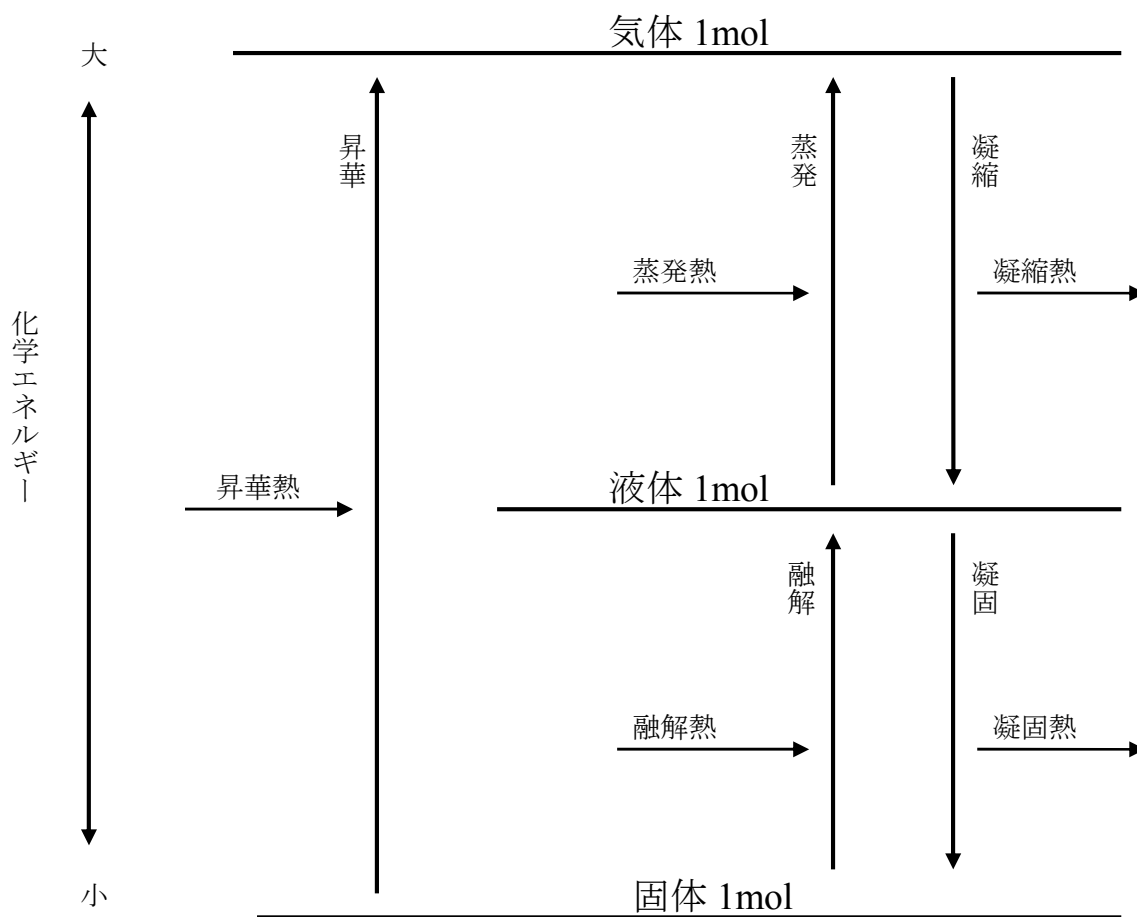 気体 1mol
大
昇華
蒸発
凝縮
蒸発熱
凝縮熱
化学エネルギー
昇華熱
液体 1mol
融解
凝固
融解熱
凝固熱
小
固体 1mol